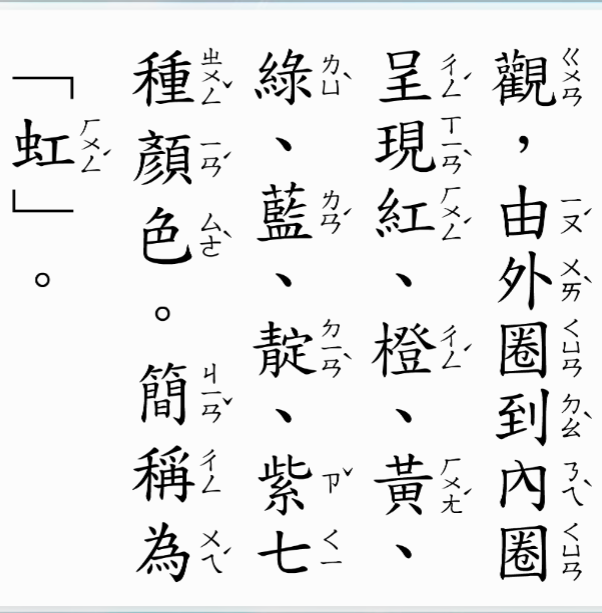 觀，由外圈到內圈
呈現紅、橙、黃、
綠、藍、靛、紫七
種顏色。簡稱為
「虹」。